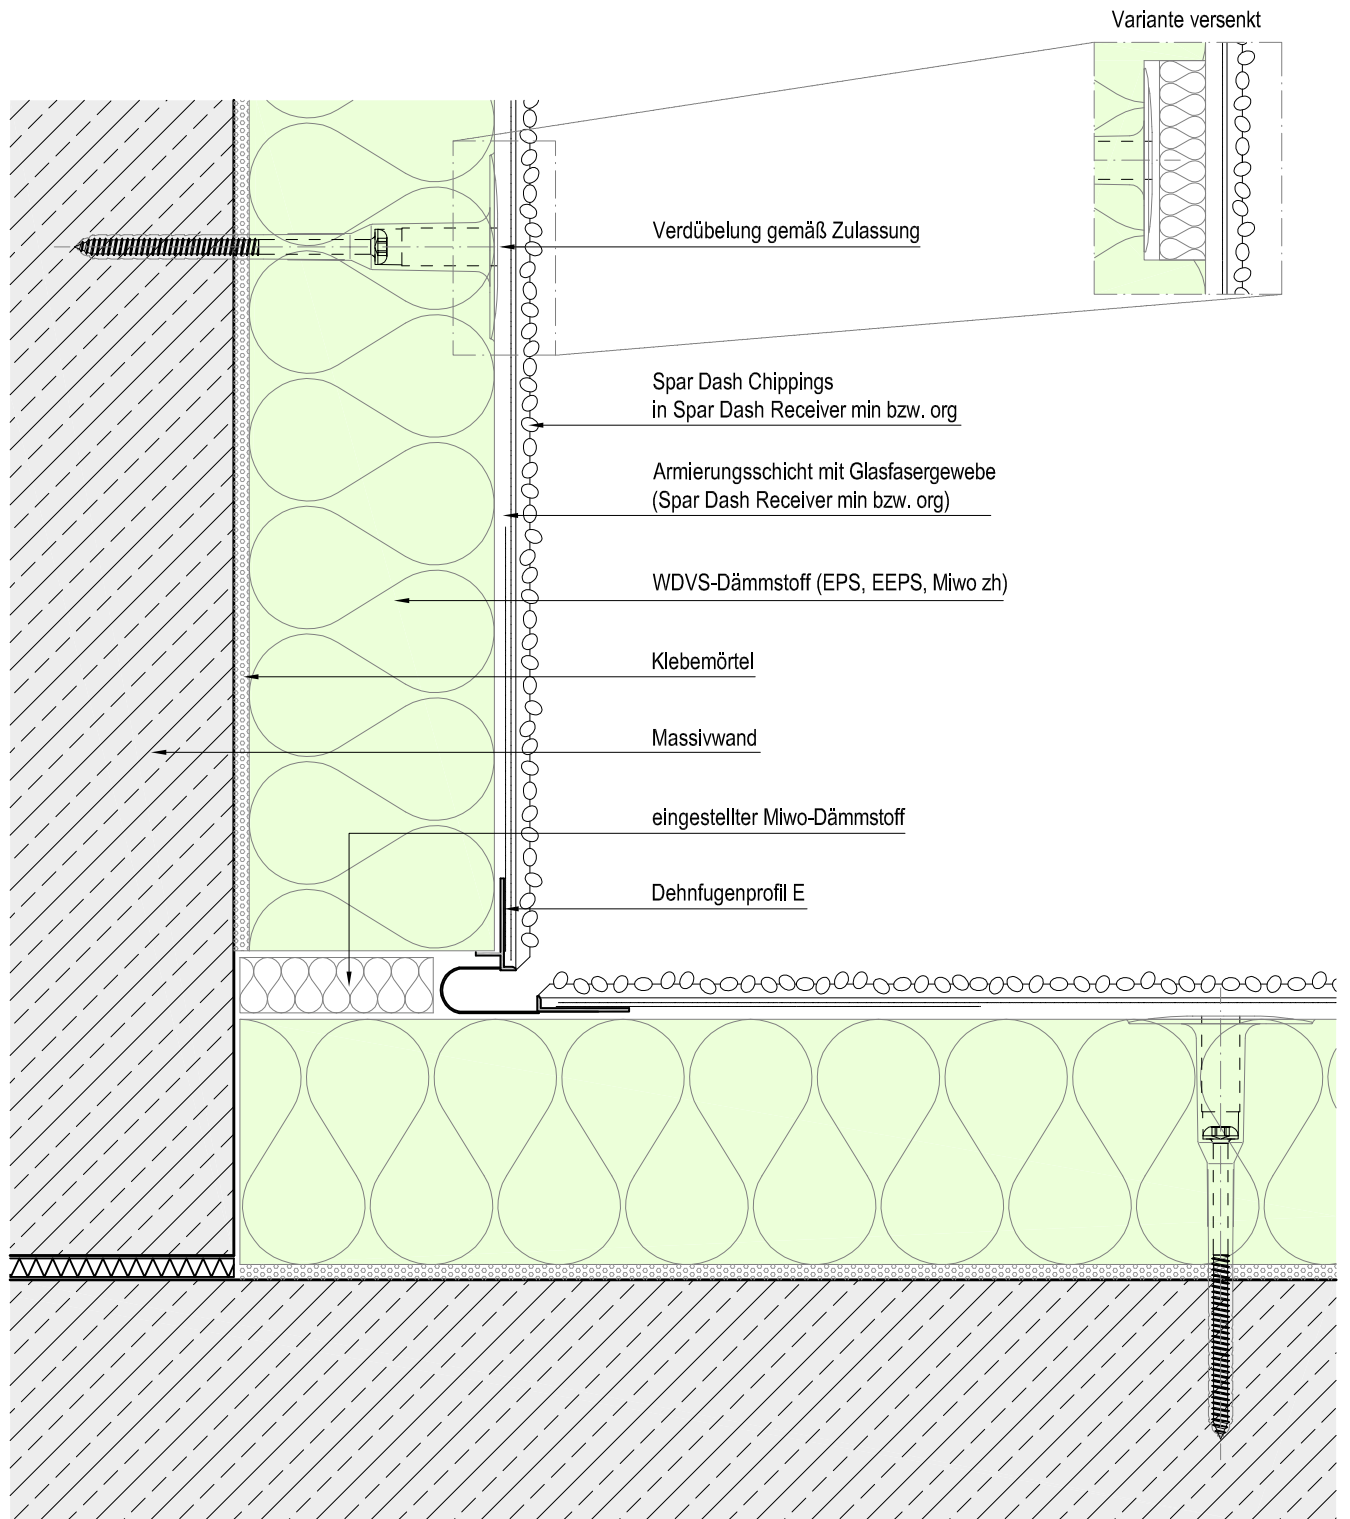 Variante versenkt
Verdübelung gemäß Zulassung
Spar Dash Chippings
in Spar Dash Receiver min bzw. org
Armierungsschicht mit Glasfasergewebe
(Spar Dash Receiver min bzw. org)
WDVS-Dämmstoff (EPS, EEPS, Miwo zh)
Klebemörtel
Massivwand
eingestellter Miwo-Dämmstoff
Dehnfugenprofil E